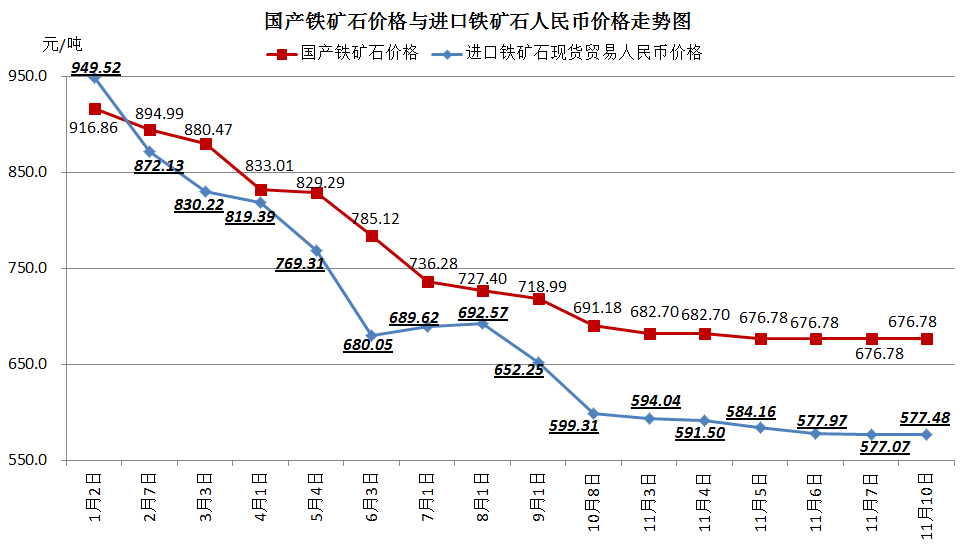 国产铁矿石价格与进口铁矿石人民币价格走势图
元/吨
国产铁矿石价格 进口铁矿石现货贸易人民币价格
950.0
850.0
750.0
650.0
550.0
916.86
894.99
880.47
833.01
829.29
785.12
736.28
727.40
718.99
691.18
682.70
682.70
676.78
676.78
676.78
676.78
949.52
872.13
830.22
819.39
769.31
680.05
689.62
692.57
652.25
599.31
594.04
591.50
584.16
577.97
577.07
577.48
1月2日
2月7日
3月3日
4月1日
5月4日
6月3日
7月1日
8月1日
9月1日
10月8日
11月3日
11月4日
11月5日
11月6日
11月7日
11月10日